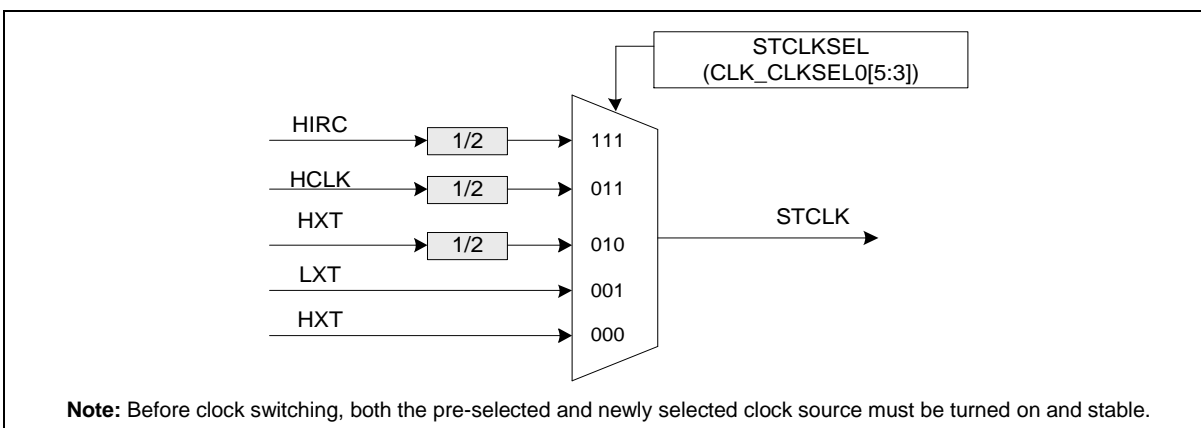 STCLKSEL
(CLK_CLKSEL0[5:3])
HIRC
1/2
111
HCLK
1/2
011
HXT
1/2
010
STCLK
LXT
001
HXT
000
Note: Before clock switching, both the pre-selected and newly selected clock source must be turned on and stable.